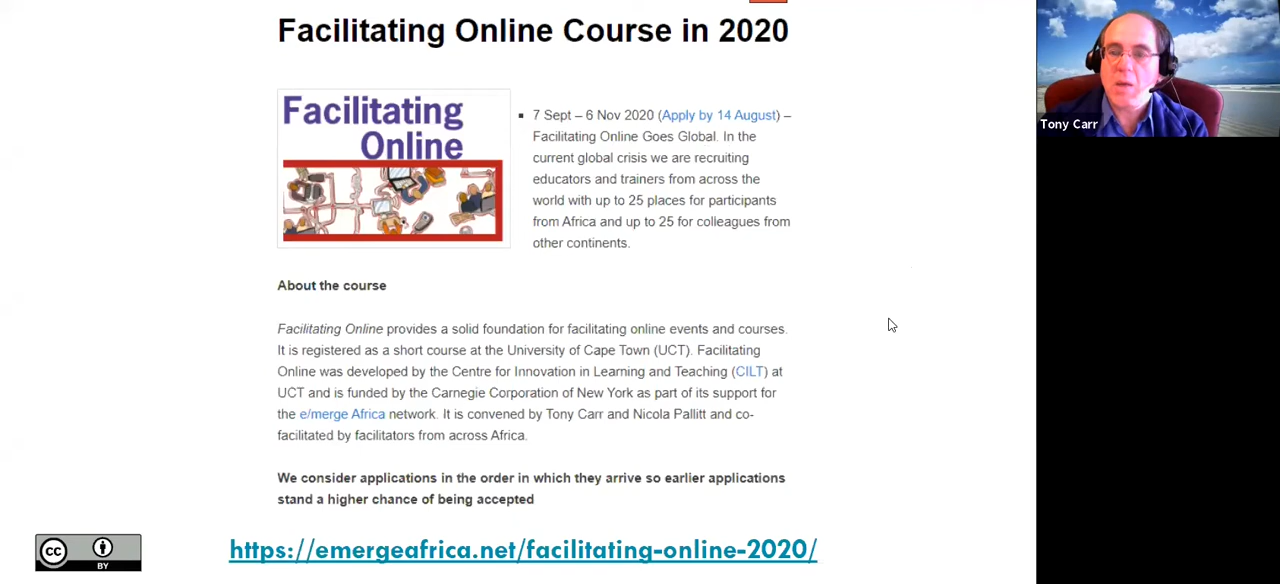 Facilitating Online Course in 2020
Facilitating
Online
7 Sept – 6 Nov 2020 (Apply by 14 August) –
Facilitating Online Goes Global. In the
current global crisis we are recruiting
educators and trainers from across the
world with up to 25 places for participants
from Africa and up to 25 for colleagues from
other continents.
About the course
Facilitating Online provides a solid foundation for facilitating online events and courses.
It is registered as a short course at the University of Cape Town (UCT). Facilitating
Online was developed by the Centre for Innovation in Learning and Teaching (CILT) at
UCT and is funded by the Carnegie Corporation of New York as part of its support for
the e/merge Africa network. It is convened by Tony Carr and Nicola Pallitt and co-
facilitated by facilitators from across Africa.
We consider applications in the order in which they arrive so earlier applications
stand a higher chance of being accepted
https://emergeafrica.net/facilitating-online-2020/
cc
BY
Tony Carr